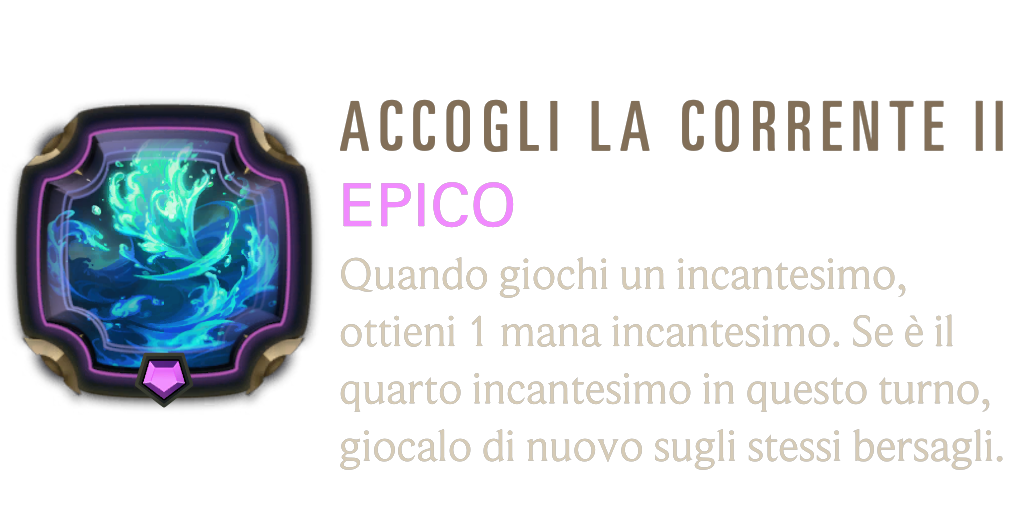 ACCOGLI LA CORRENTE II
EPICO
Quando giochi un incantesimo,
ottieni 1 mana incantesimo. Se è il
quarto incantesimo in questo turno,
giocalo di nuovo sugli stessi bersagli.